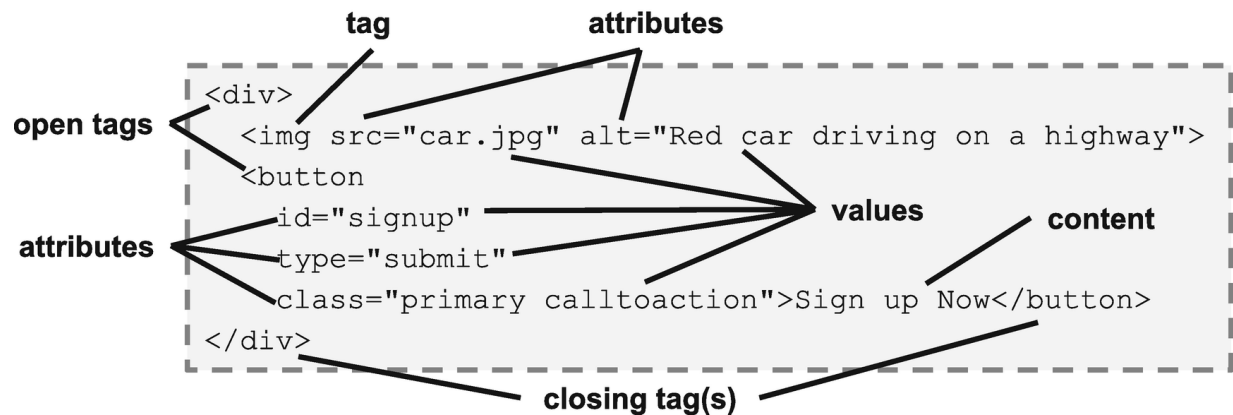 tag attributes
<div>
open tags
<img src="car.jpg" alt="Red car driving on a highway">
<button
id="signup" values content
attributes
type="submit"
class="primary calltoaction">Sign up Now</button>
</div>
closing tag(s)